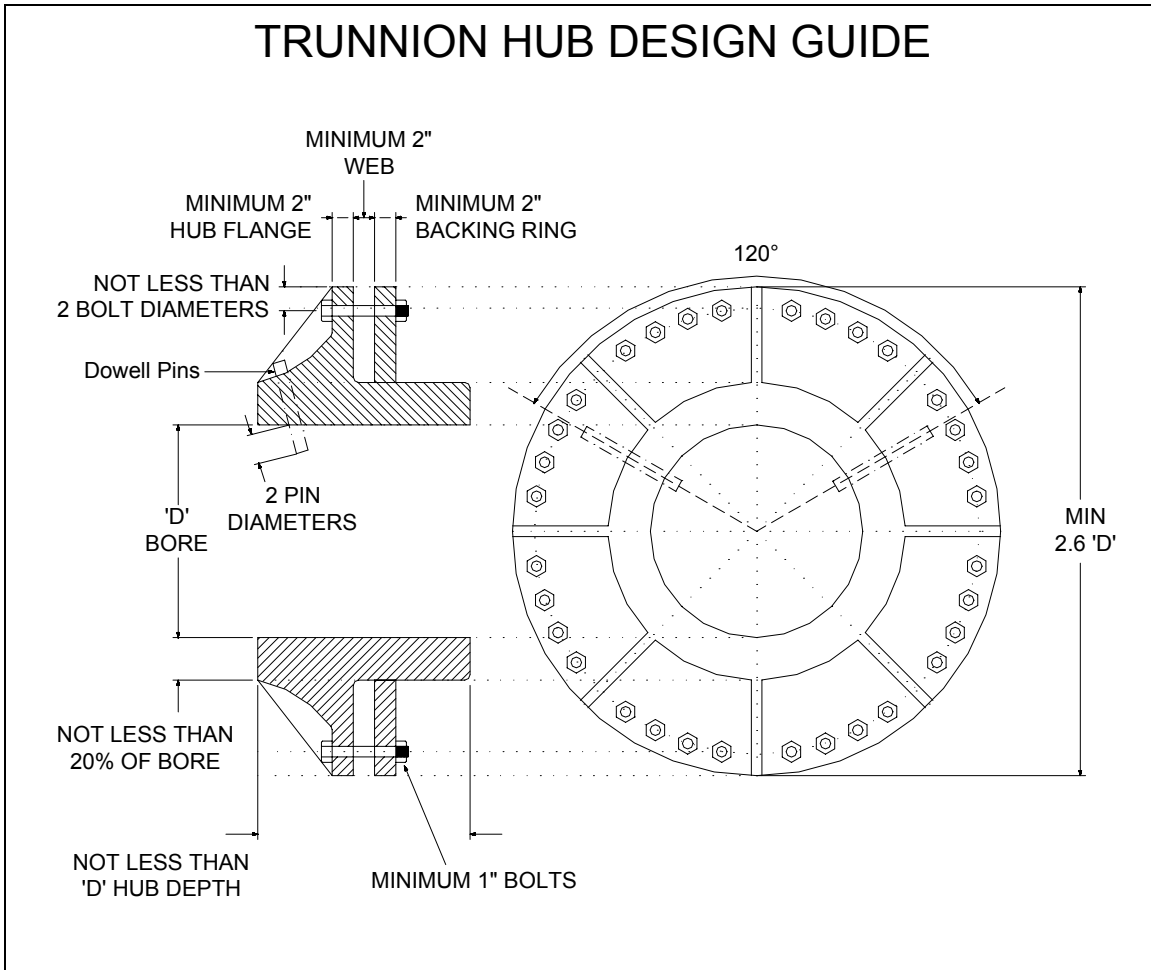 TRUNNION HUB DESIGN GUIDE
MINIMUM 2"
WEB
MINIMUM 2"
HUB FLANGE
MINIMUM 2"
BACKING RING
NOT LESS THAN
2 BOLT DIAMETERS
120°
Dowell Pins
2 PIN
DIAMETERS
'D'
BORE
MIN
2.6 'D'
NOT LESS THAN
20% OF BORE
NOT LESS THAN
'D' HUB DEPTH
MINIMUM 1" BOLTS